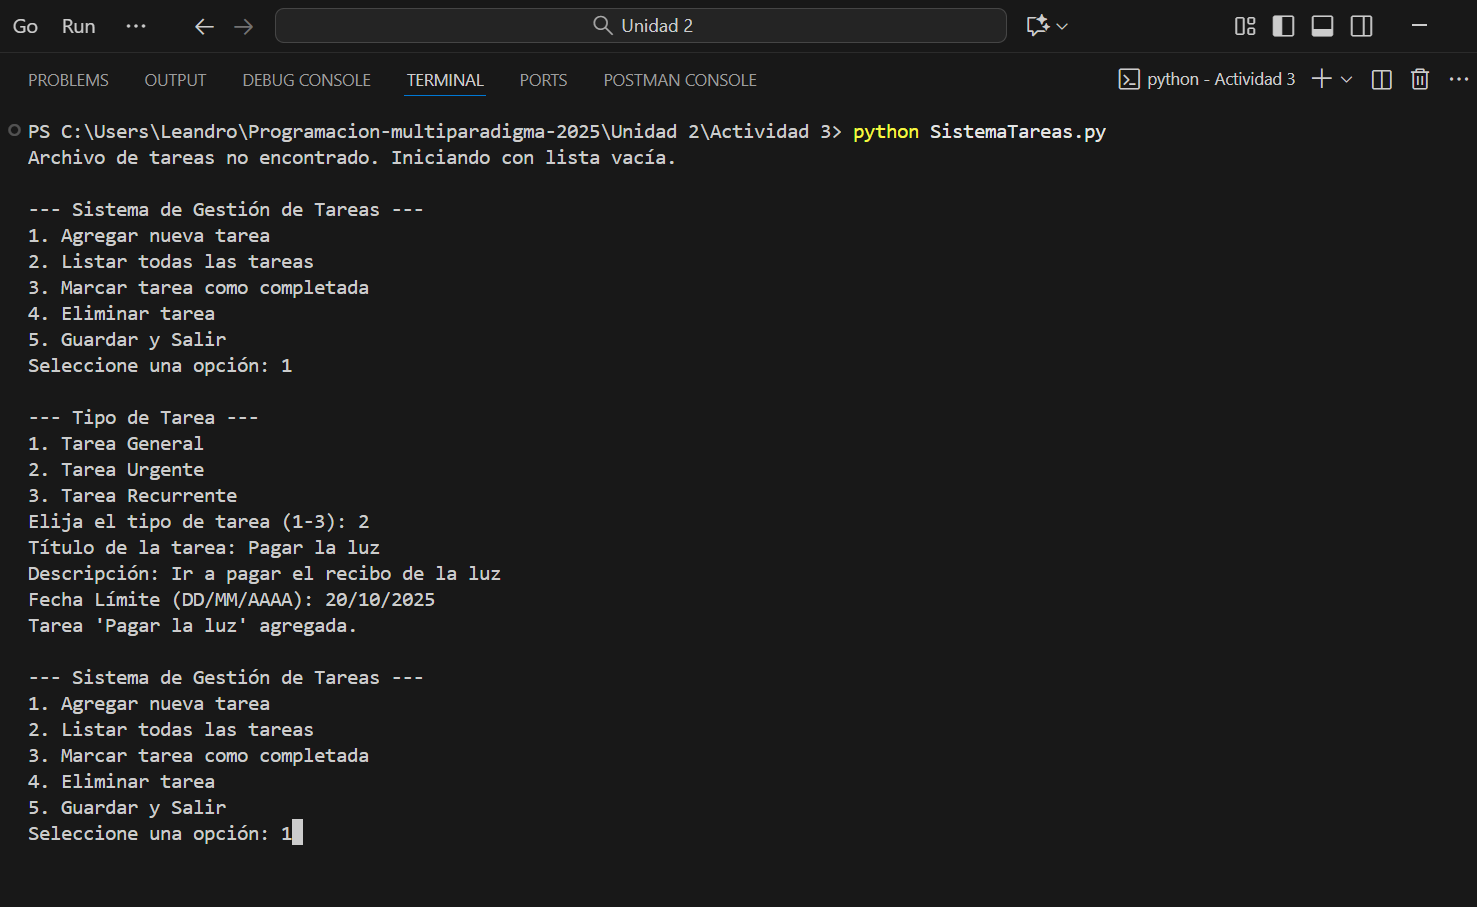 Go Run ··· Unidad 2
PROBLEMS OUTPUT DEBUG CONSOLE TERMINAL PORTS POSTMAN CONSOLE python - Actividad 3
PS C:\Users\Leandro\Programacion-multiparadigma-2025\Unidad 2\Actividad 3> python SistemaTareas.py
Archivo de tareas no encontrado. Iniciando con lista vacía.
--- Sistema de Gestión de Tareas ---
1. Agregar nueva tarea
2. Listar todas las tareas
3. Marcar tarea como completada
4. Eliminar tarea
5. Guardar y Salir
Seleccione una opción: 1
--- Tipo de Tarea ---
1. Tarea General
2. Tarea Urgente
3. Tarea Recurrente
Elija el tipo de tarea (1-3): 2
Título de la tarea: Pagar la luz
Descripción: Ir a pagar el recibo de la luz
Fecha Límite (DD/MM/AAAA): 20/10/2025
Tarea 'Pagar la luz' agregada.
--- Sistema de Gestión de Tareas ---
1. Agregar nueva tarea
2. Listar todas las tareas
3. Marcar tarea como completada
4. Eliminar tarea
5. Guardar y Salir
Seleccione una opción: 1